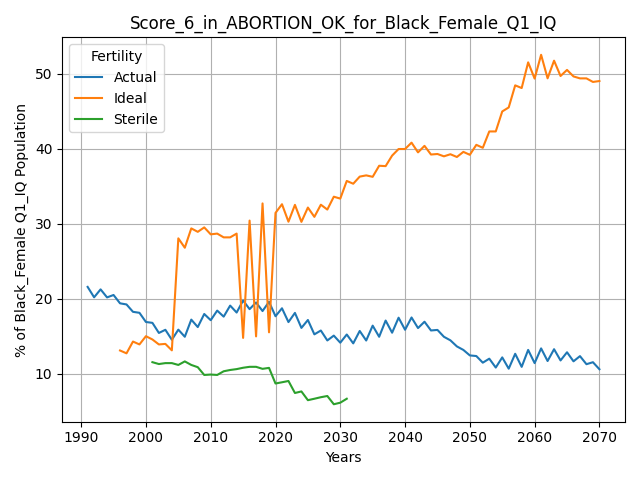 Score_6_in_ABORTION_OK_for_Black_Female_Q1_IQ
Fertility
Actual
Ideal
Sterile
% of Black_Female Q1_IQ Population
50
40
30
20
10
1990 2000 2010 2020 2030 2040 2050 2060 2070
Years